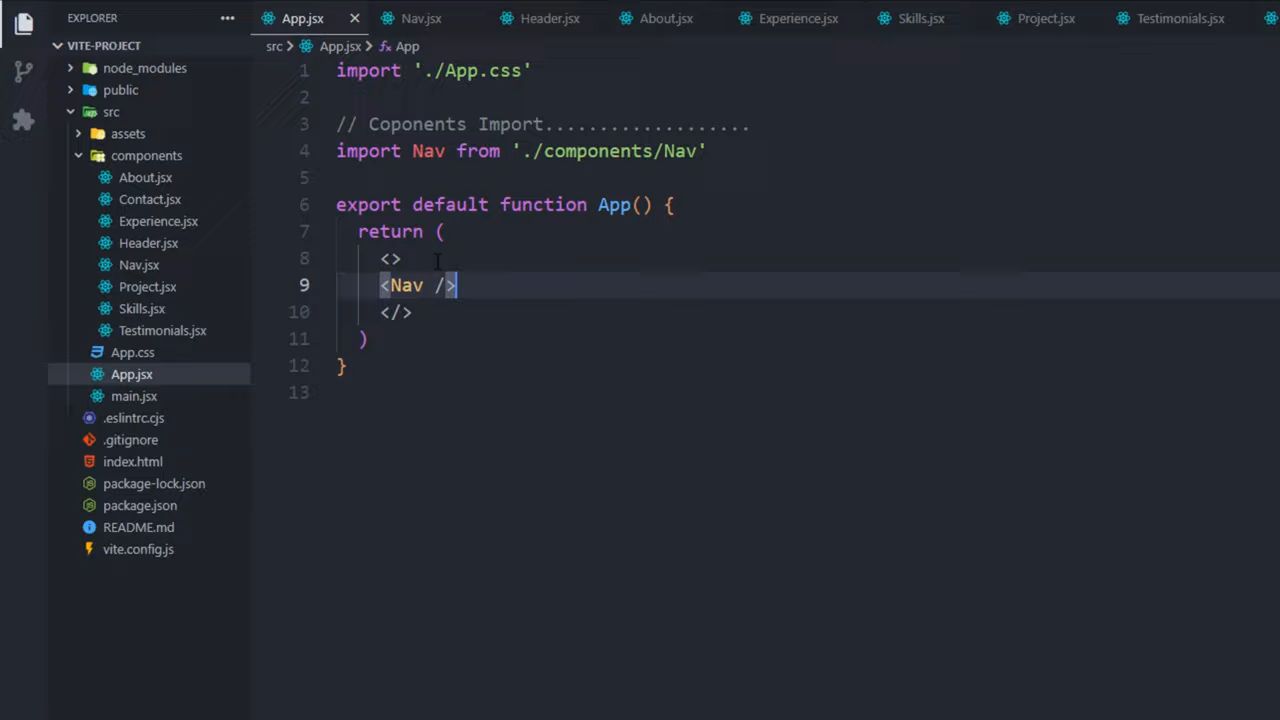 EXPLORER
VITE-PROJECT
node_modules
public
src
assets
components
About.jsx
Contact.jsx
Experience.jsx
Header.jsx
Nav.jsx
Project.jsx
Skills.jsx
Testimonials.jsx
App.css
App.jsx
main.jsx
.eslintrc.cjs
.gitignore
index.html
package-lock.json
package.json
README.md
vite.config.js
App.jsx Nav.jsx Header.jsx About.jsx Experience.jsx Skills.jsx Project.jsx Testimonials.jsx
src > App.jsx > App
1 import './App.css'
2
3 // Coponents Import...................
4 import Nav from './components/Nav'
5
6 export default function App() {
7 return (
8 <>
9 <Nav />
10 </>
11 )
12 }
13